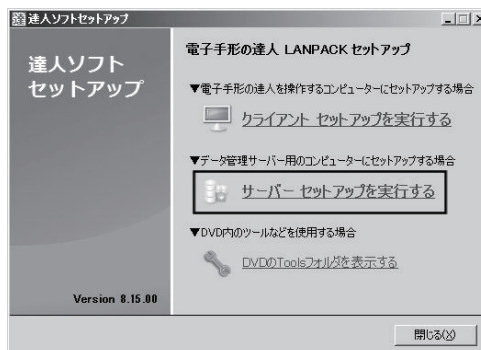 達人ソフトセットアップ
達人ソフト
セットアップ
電子手形の達人 LANPACK セットアップ
▼電子手形の達人を操作するコンピューターにセットアップする場合
クライアント セットアップを実行する
▼データ管理サーバー用のコンピューターにセットアップする場合
サーバー セットアップを実行する
▼DVD内のツールなどを使用する場合
DVDのToolsフォルダを表示する
Version 8.15.00
閉じる(X)